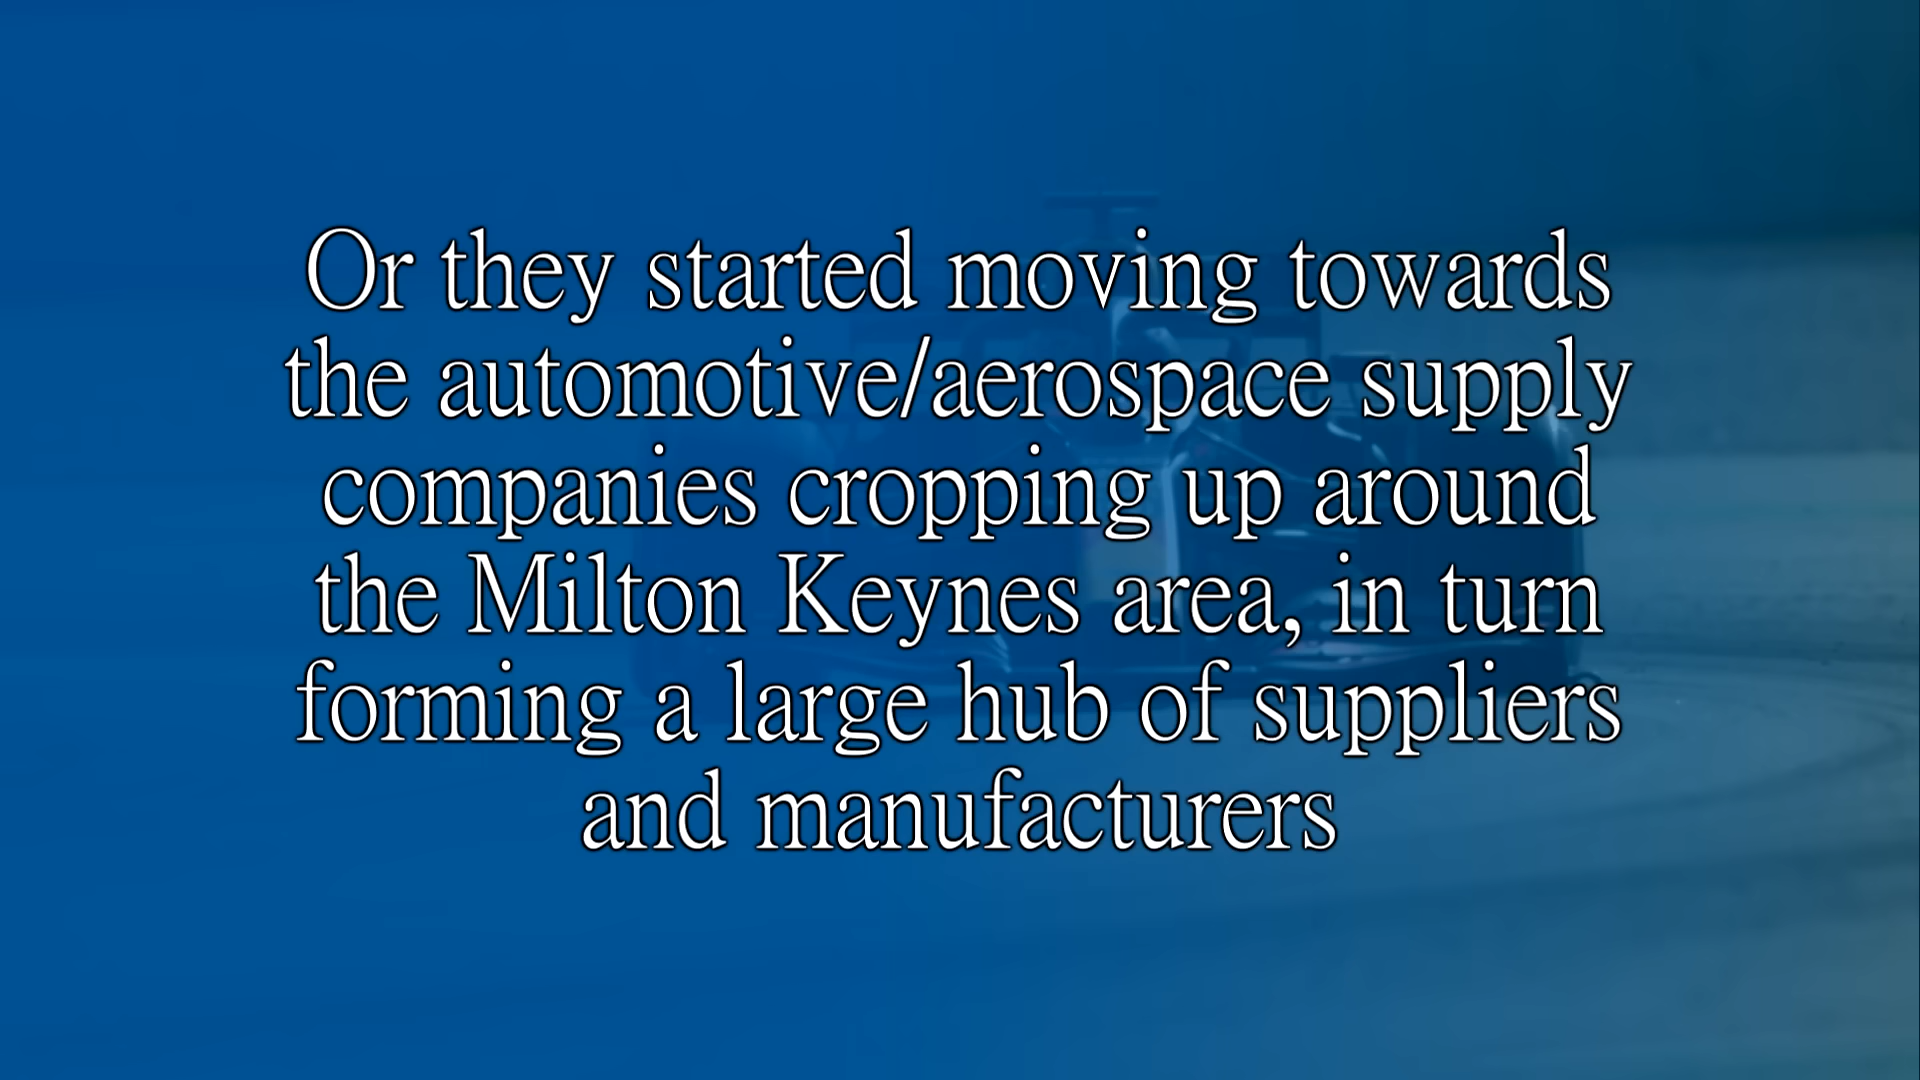 Or they started moving towards
the automotive/aerospace supply
companies cropping up around
the Milton Keynes area, in turn
forming a large hub of suppliers
and manufacturers